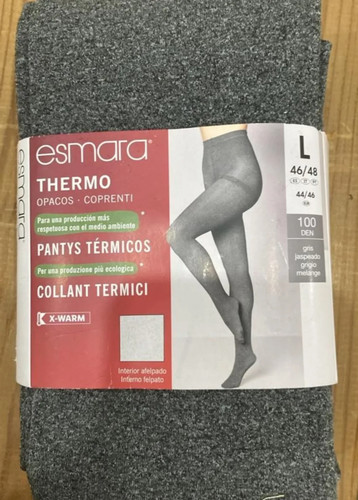 esmara®
esmara
THERMO
OPACOS - COPRENTI
Para una producción más
respetuosa con el medio ambiente
PANTYS TÉRMICOS
Per una produzione più ecologica
COLLANT TERMICI
X-WARM
Interior afelpado
Interno felpato
L
46/48
44/46
100
DEN
gris
jaspeado
grigio
melange